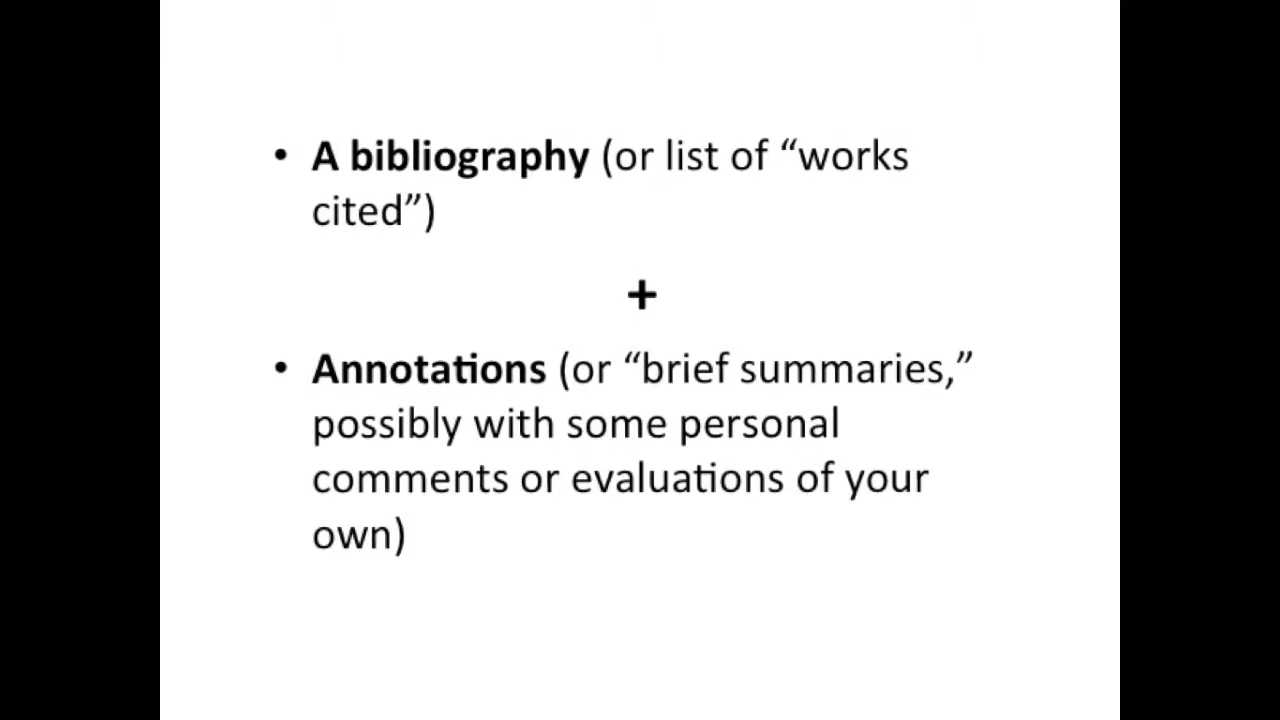 • A bibliography (or list of “works
cited”)
+
• Annotations (or “brief summaries,”
possibly with some personal
comments or evaluations of your
own)